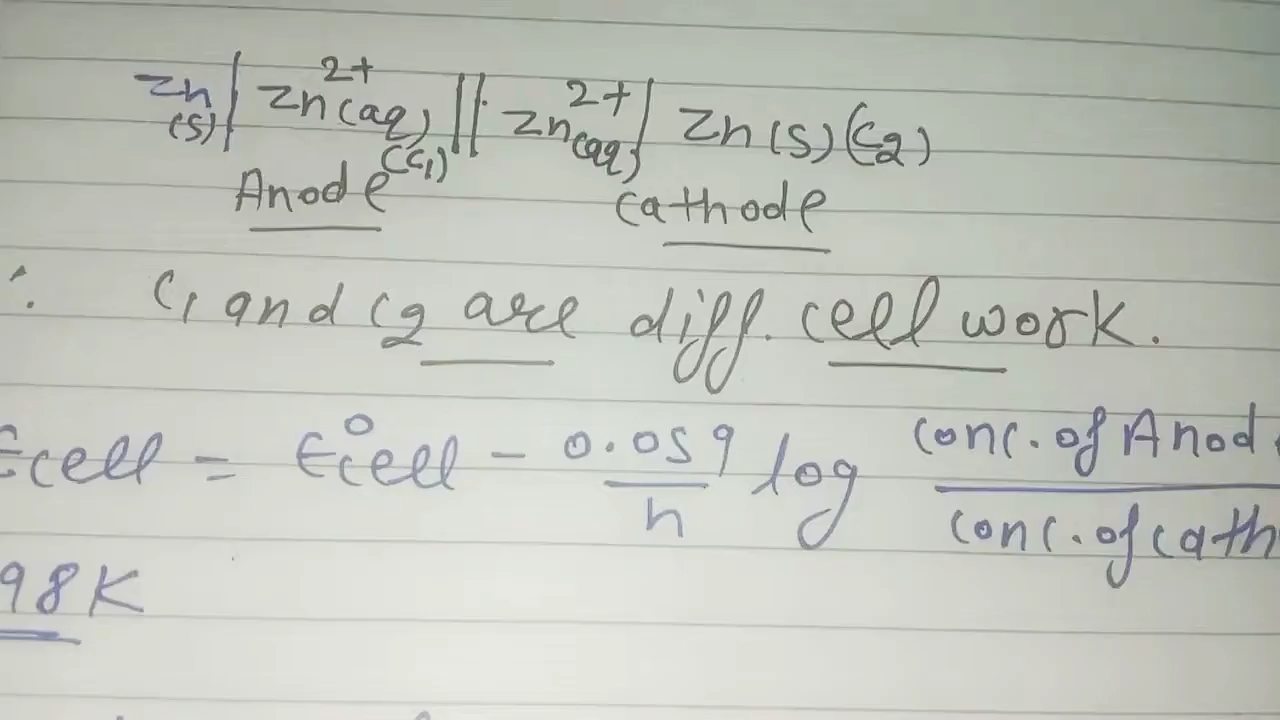 Zn(s) | Zn2+(aq) (C1) || Zn2+(aq) | Zn(s) (C2)
Anode Cathode
∴ C1 and C2 are diff. cell work.
Ecell = E°cell - 0.059/n log conc. of Anod / conc. of cath
98K